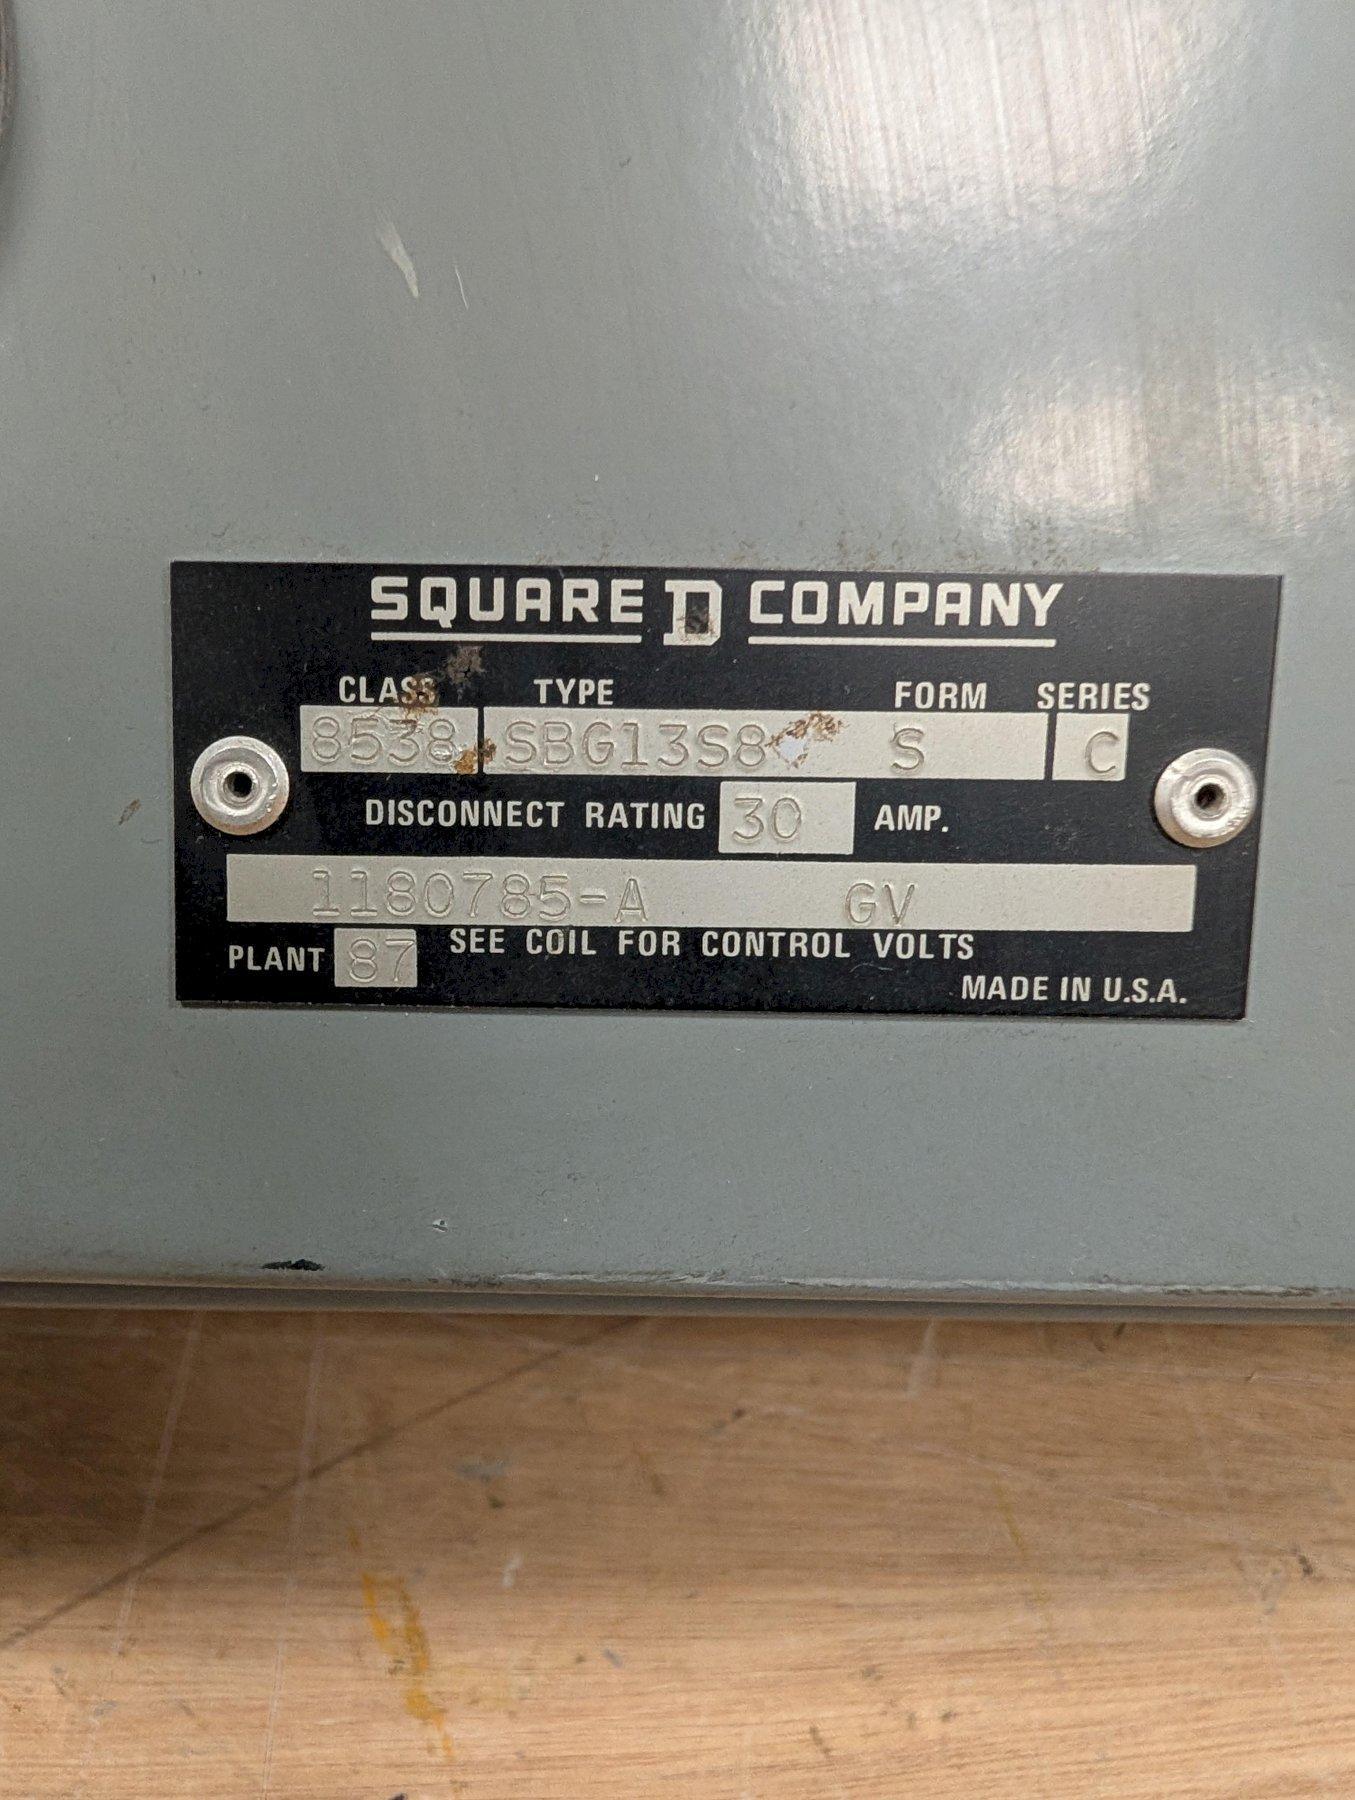 SQUARE D COMPANY
CLASS TYPE FORM SERIES
8538 SBG13S8 S C
DISCONNECT RATING 30 AMP.
1180785-A GV
PLANT 87 SEE COIL FOR CONTROL VOLTS
MADE IN U.S.A.